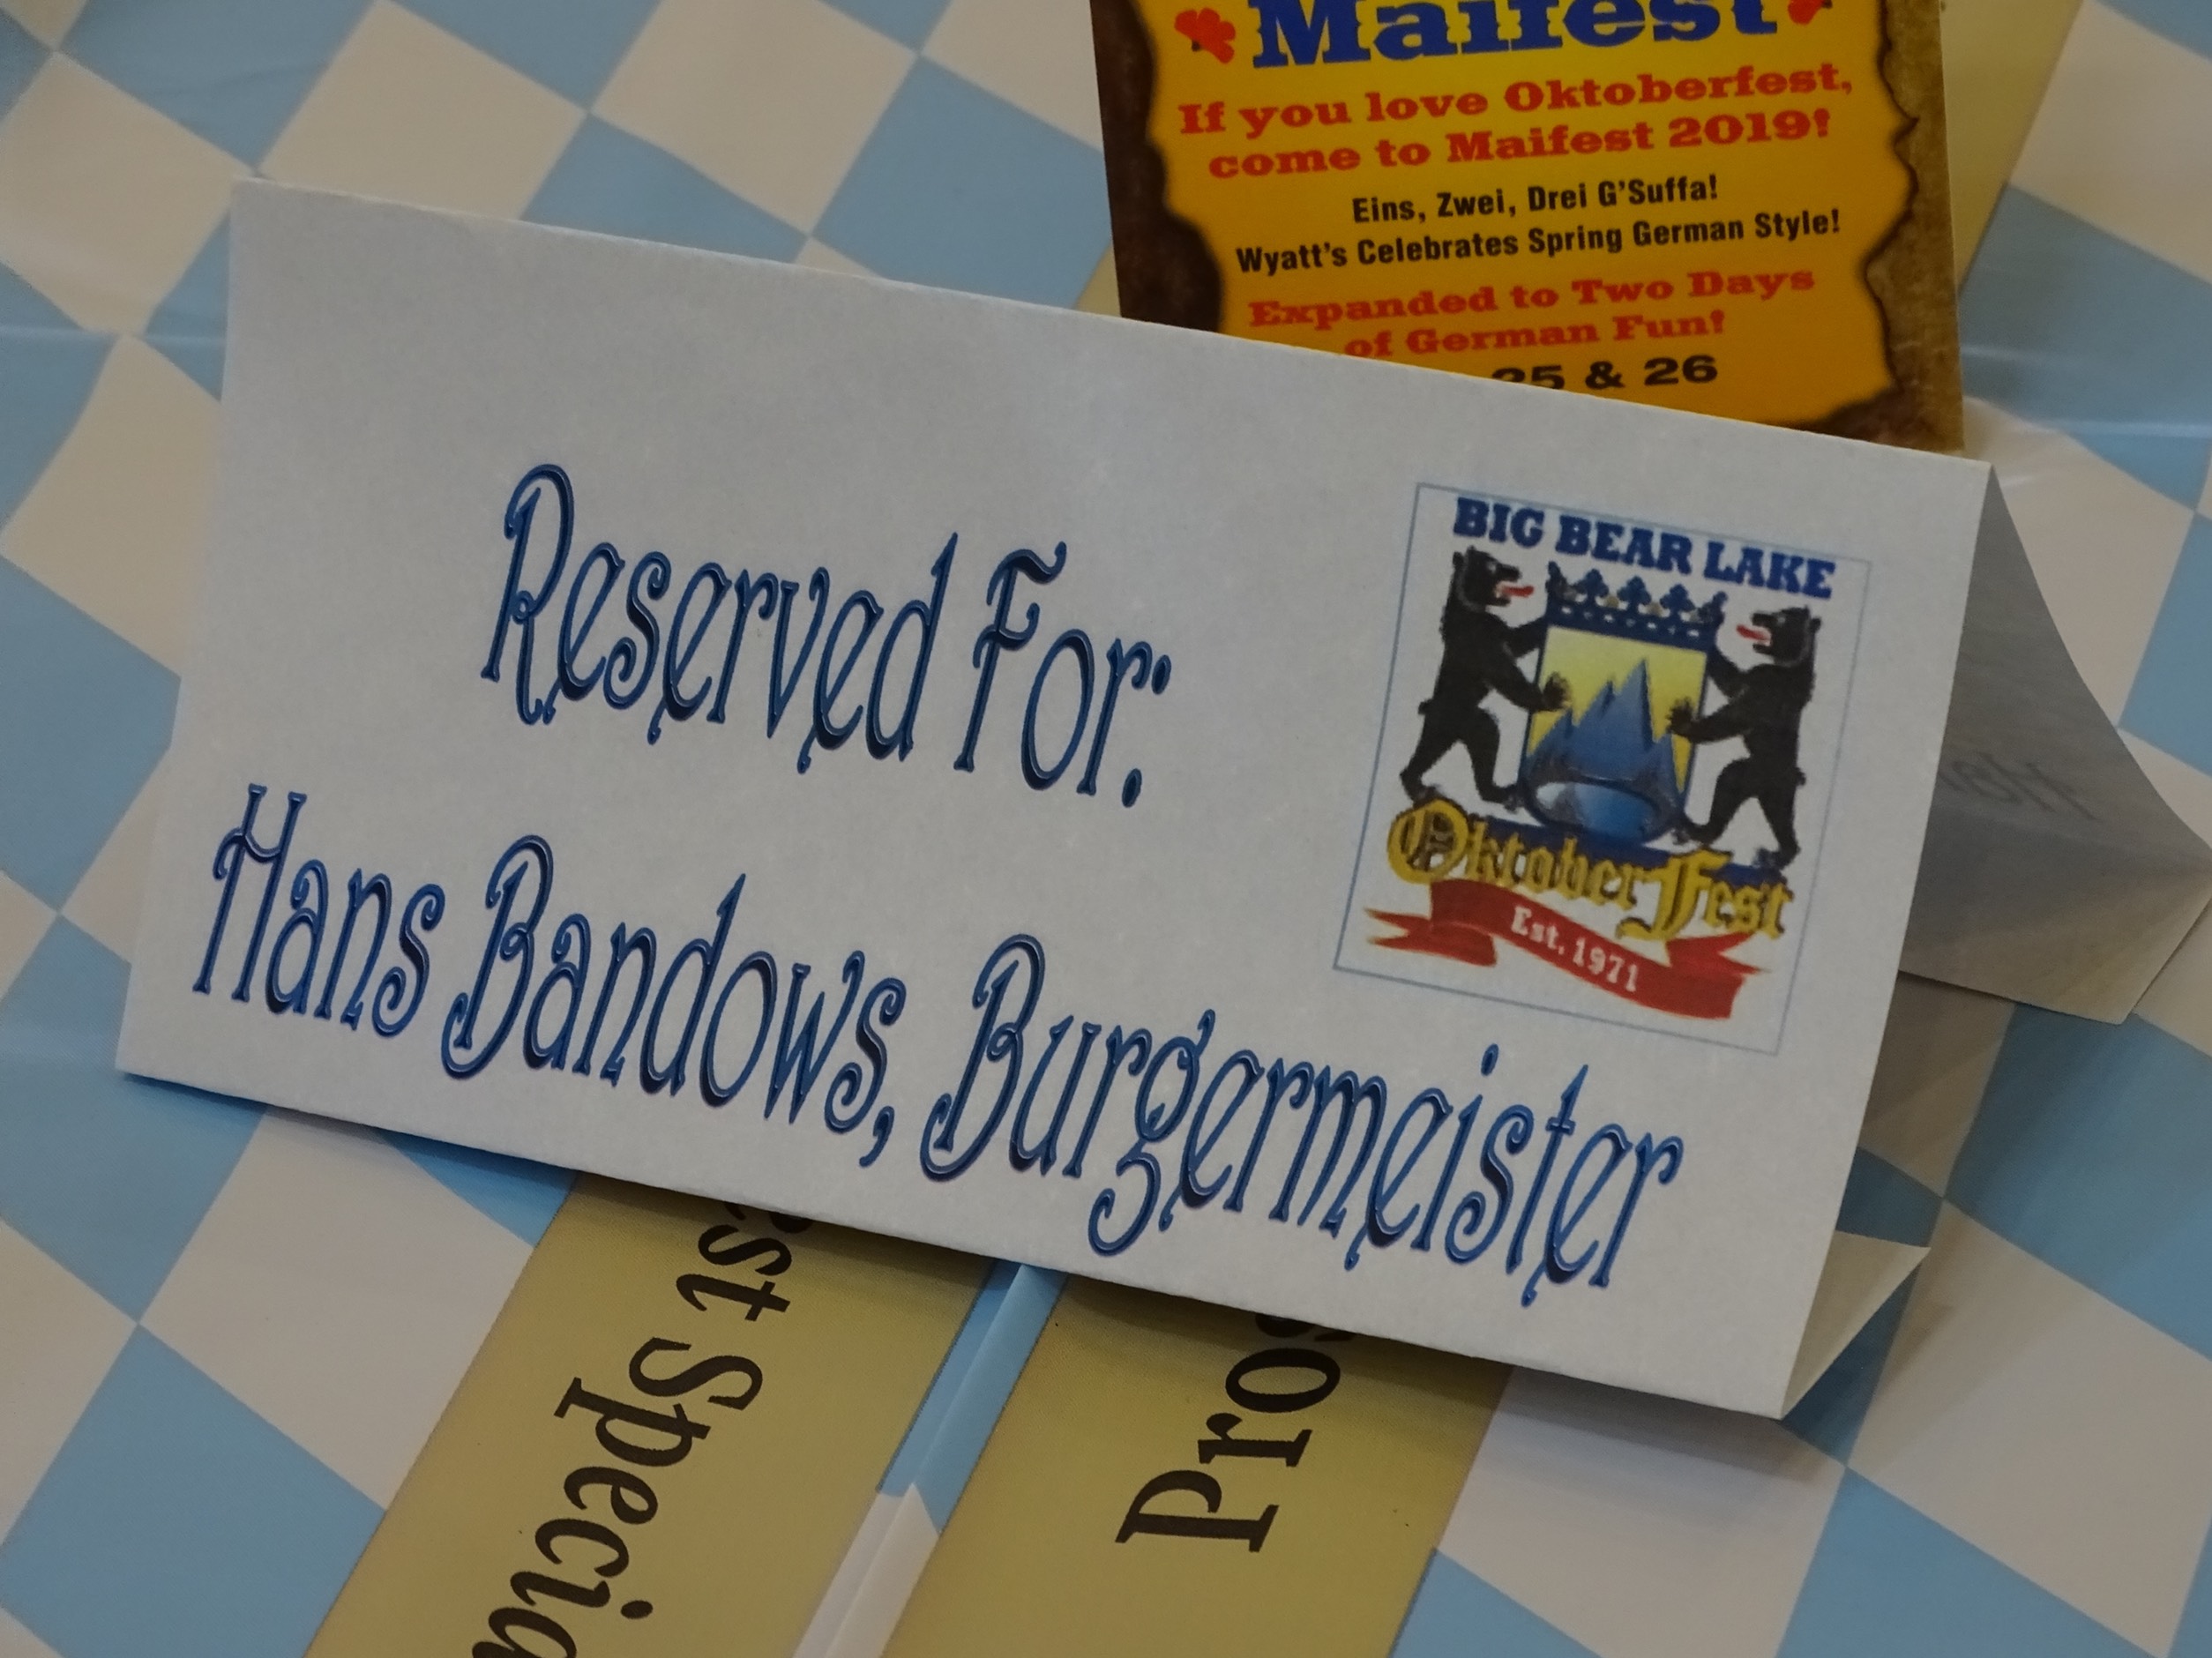 Maifest
If you love Oktoberfest,
come to Maifest 2019!
Eins, Zwei, Drei G'Suffa!
Wyatt's Celebrates Spring German Style!
Expanded to Two Days
of German Fun!
25 & 26
Reserved For:
Hans Bandows, Burgermeister
BIG BEAR LAKE
OktoberFest
Est. 1971